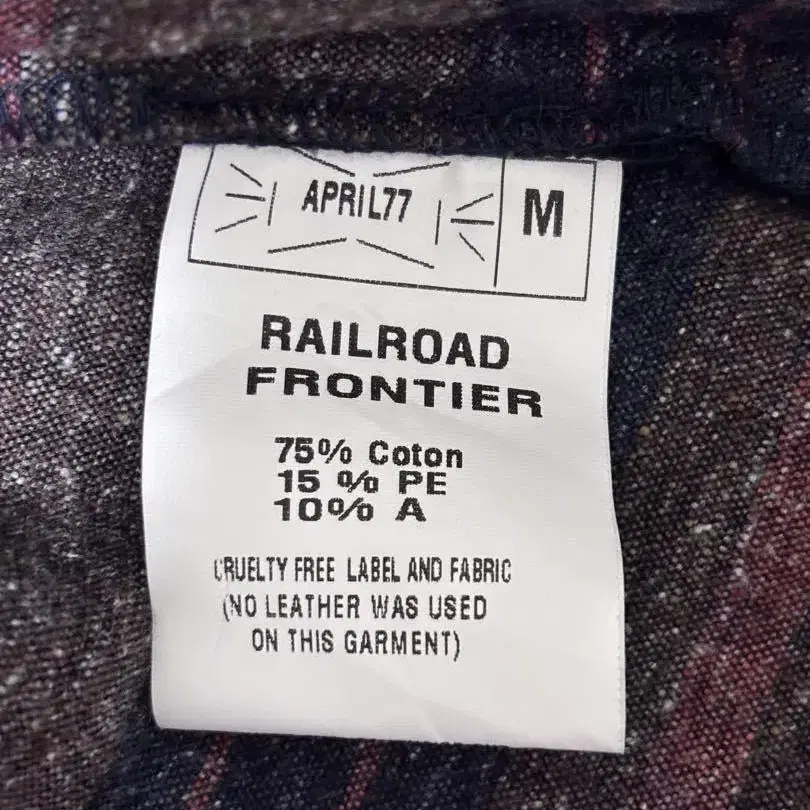 APRIL77
M
RAILROAD
FRONTIER
75% Coton
15 % PE
10% A
CRUELTY FREE LABEL AND FABRIC
(NO LEATHER WAS USED
ON THIS GARMENT)